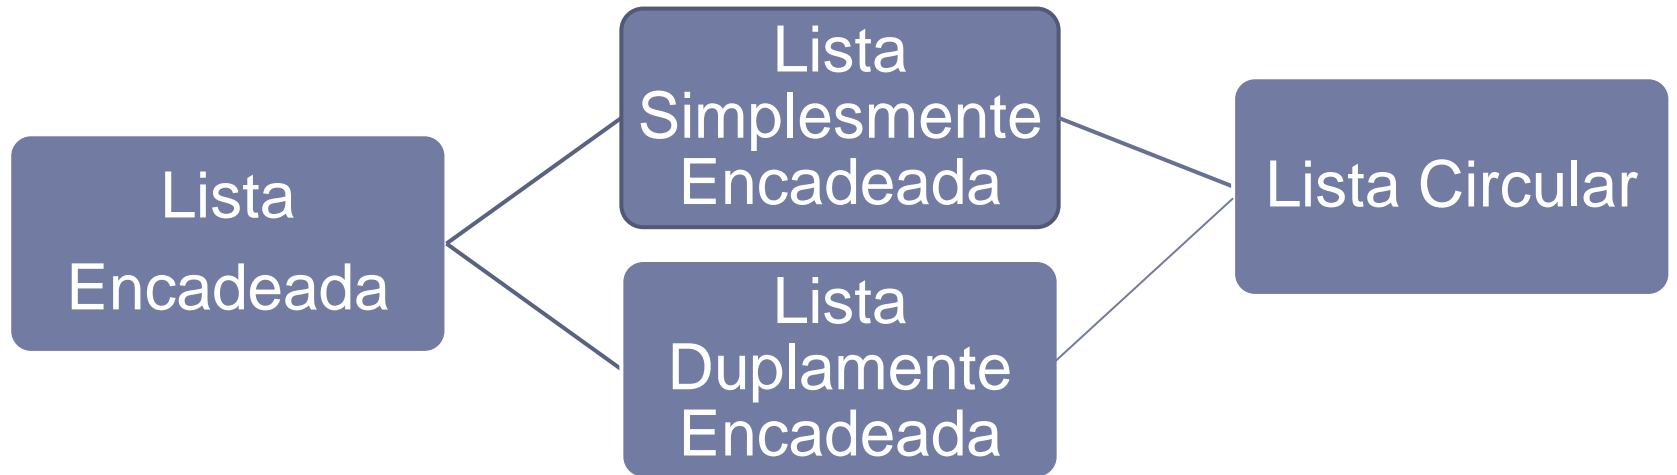 Lista
Encadeada
Lista
Simplesmente
Encadeada
Lista
Duplamente
Encadeada
Lista Circular